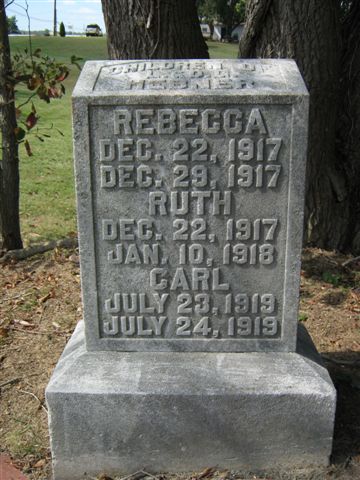 CHILDREN OF
MEISNER
REBECCA
DEC. 22, 1917
DEC. 29, 1917
RUTH
DEC. 22, 1917
JAN. 10, 1918
CARL
JULY 23, 1919
JULY 24, 1919